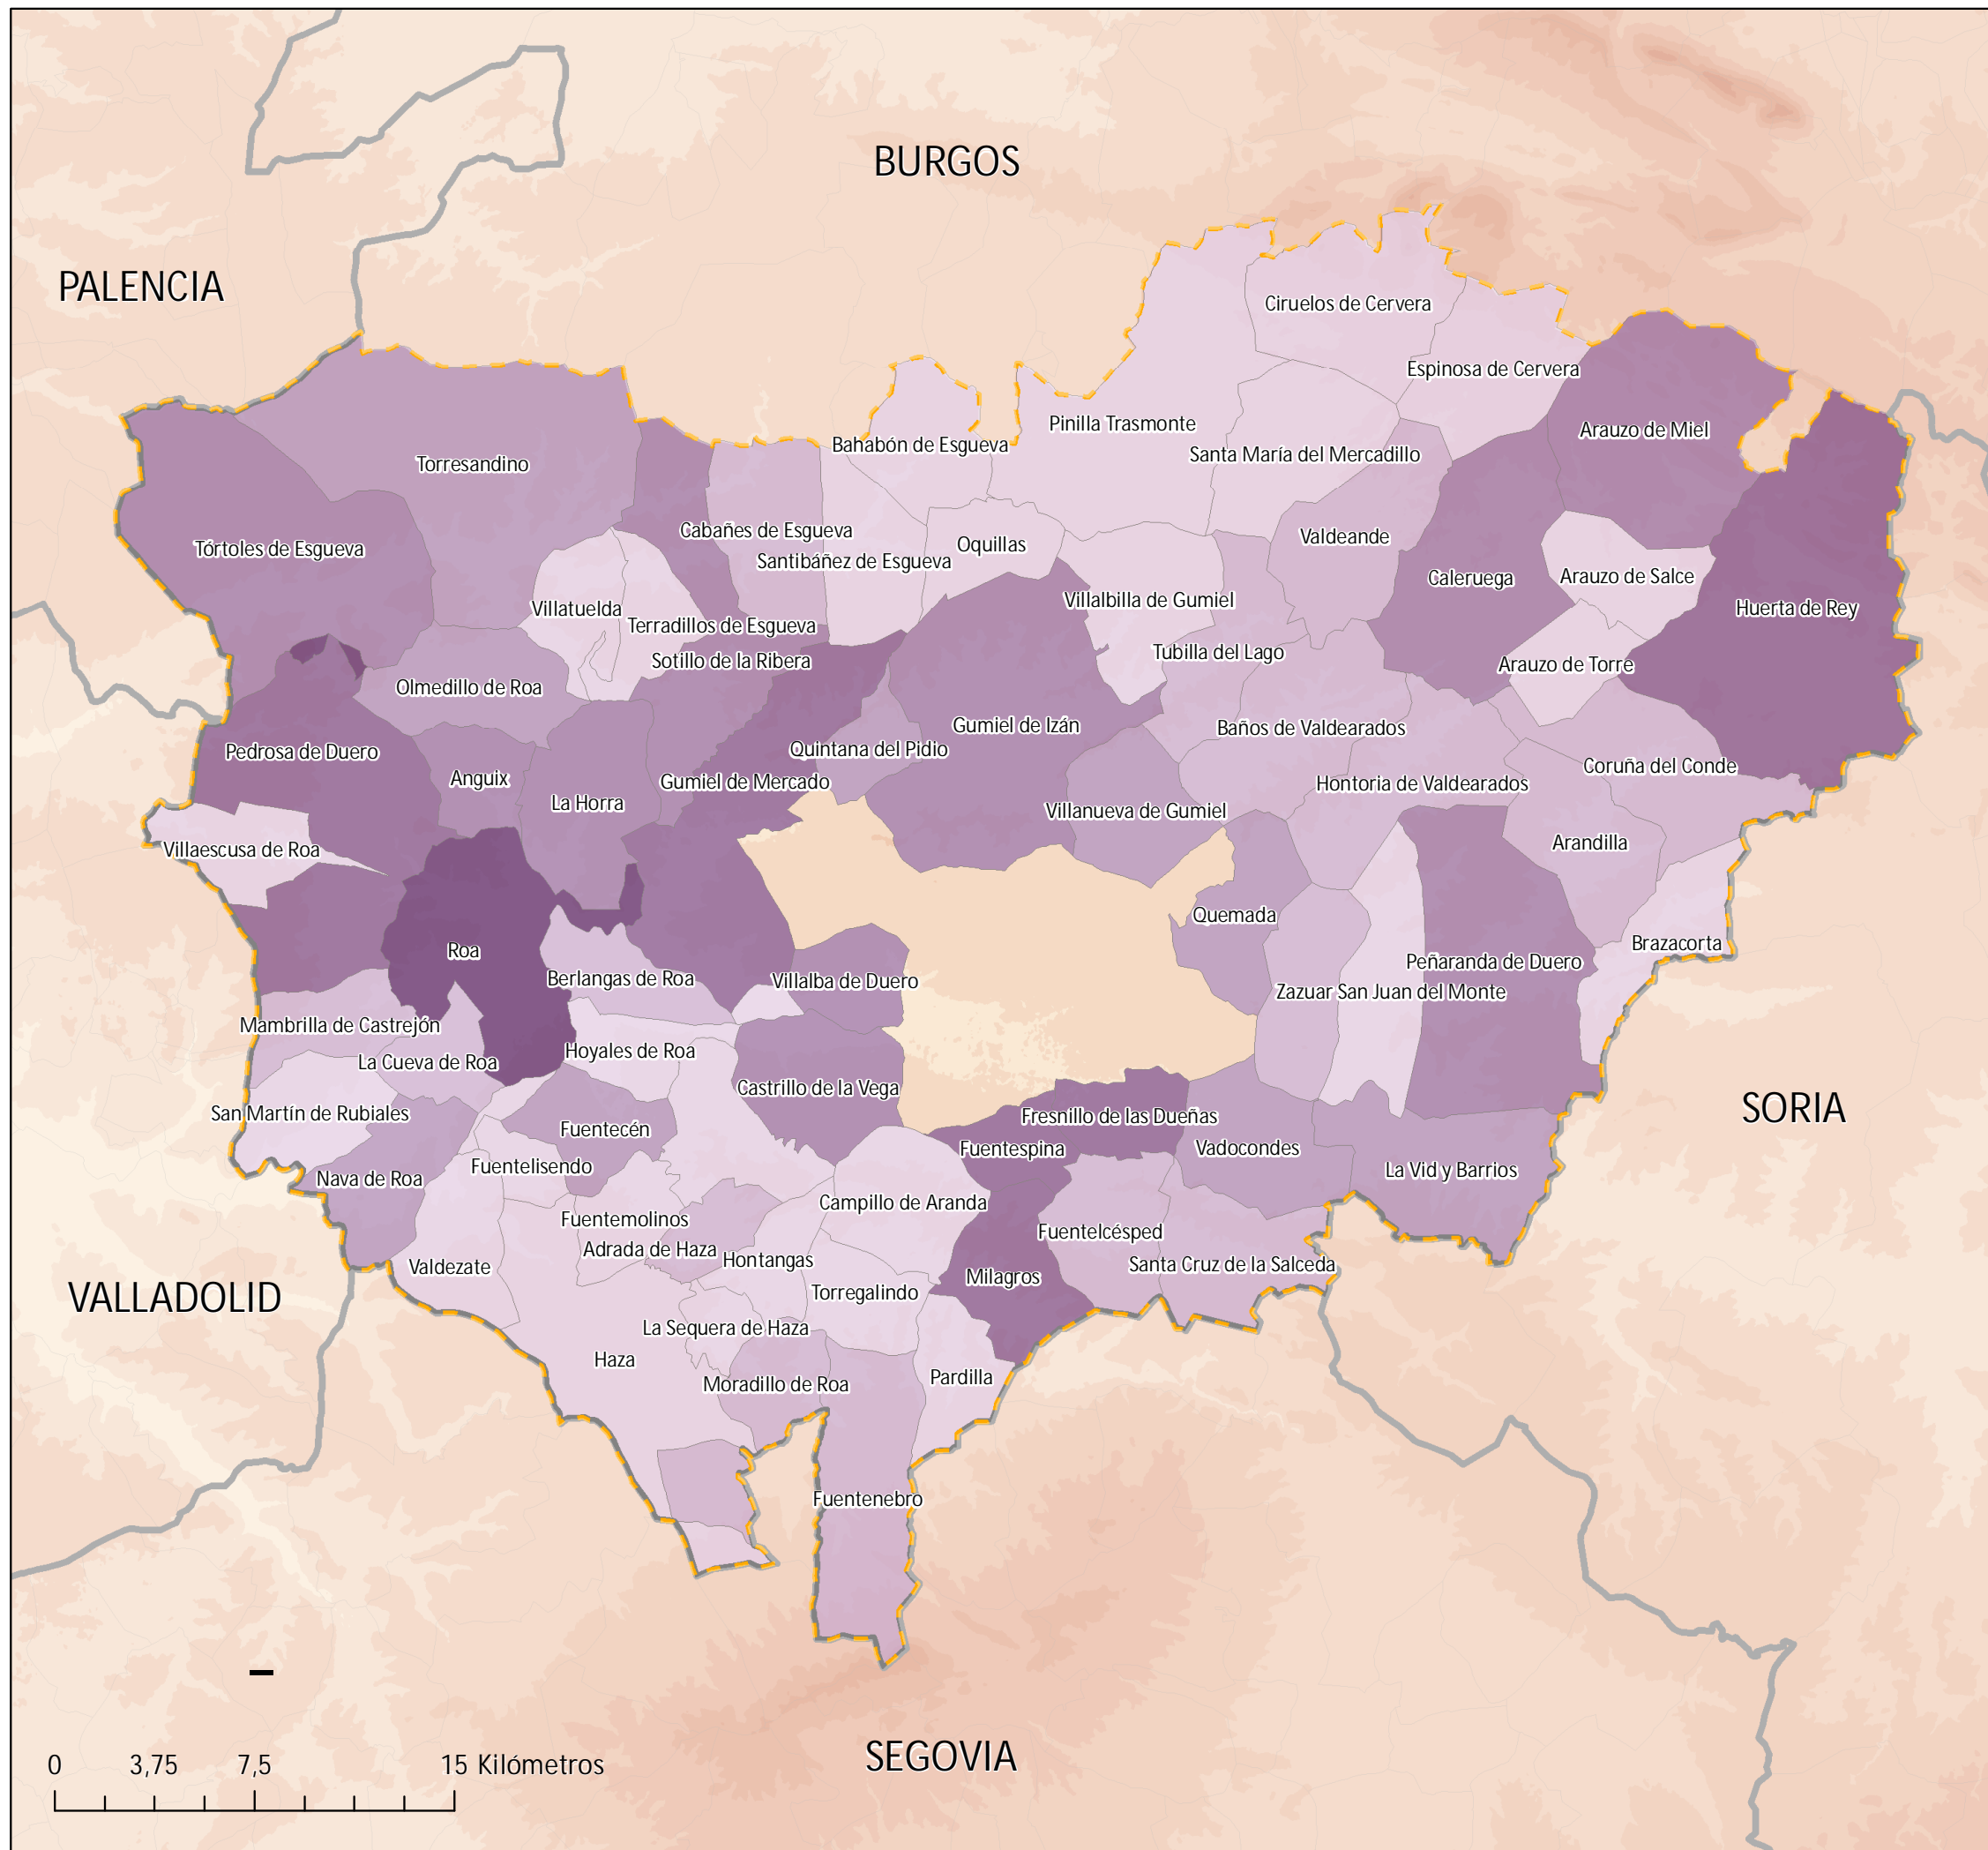 BURGOS
PALENCIA
Ciruelos de Cervera
Espinosa de Cervera
Pinilla Trasmonte
Arauzo de Miel
Bahabón de Esgueva
Santa María del Mercadillo
Torresandino
Cabañes de Esgueva
Valdeande
Oquillas
Tórtoles de Esgueva
Santibáñez de Esgueva
Caleruega
Arauzo de Salce
Villalbilla de Gumiel
Huerta de Rey
Villatuelda
Terradillos de Esgueva
Tubilla del Lago
Sotillo de la Ribera
Arauzo de Torre
Olmedillo de Roa
Gumiel de Izán
Baños de Valdearados
Quintana del Pidio
Pedrosa de Duero
Coruña del Conde
Anguix
Gumiel de Mercado
Hontoria de Valdearados
La Horra
Villanueva de Gumiel
Arandilla
Villaescusa de Roa
Quemada
Brazacorta
Roa
Peñaranda de Duero
Berlangas de Roa
Villalba de Duero
Zazuar
San Juan del Monte
Mambrilla de Castrejón
Hoyales de Roa
La Cueva de Roa
Castrillo de la Vega
SORIA
San Martín de Rubiales
Fresnillo de las Dueñas
Fuentecén
Fuentespina
Vadocondes
Fuentelisendo
La Vid y Barrios
Nava de Roa
Campillo de Aranda
Fuentemolinos
Fuentelcésped
Adrada de Haza
Hontangas
Santa Cruz de la Salceda
Valdezate
Milagros
Torregalindo
VALLADOLID
La Sequera de Haza
Haza
Pardilla
Moradillo de Roa
Fuentenebro
SEGOVIA
0 3,75 7,5 15 Kilómetros